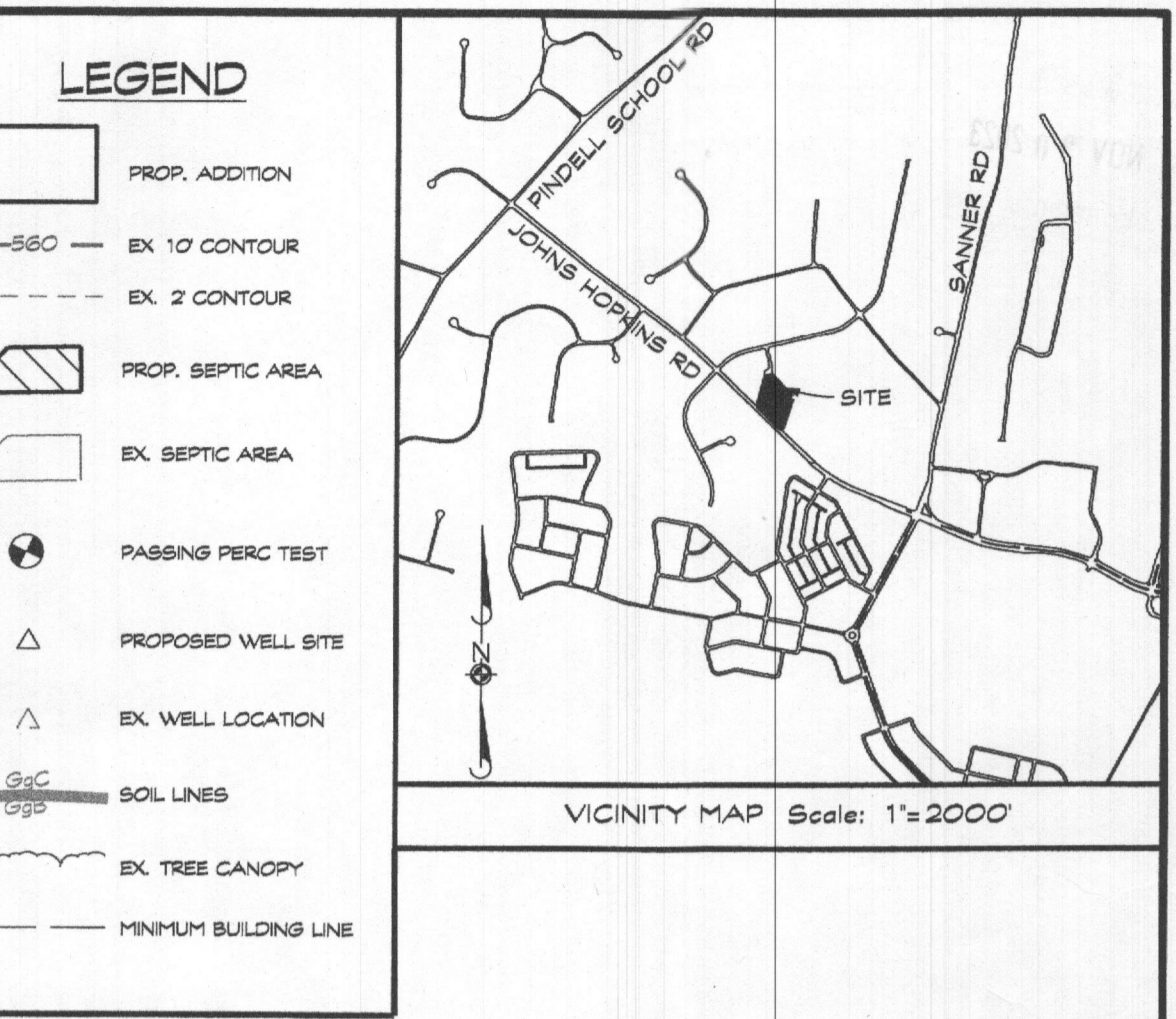 LEGEND
PROP. ADDITION
560
EX 10' CONTOUR
EX. 2' CONTOUR
PROP. SEPTIC AREA
EX. SEPTIC AREA
PASSING PERC TEST
PROPOSED WELL SITE
EX. WELL LOCATION
GgC
GgB
SOIL LINES
EX. TREE CANOPY
MINIMUM BUILDING LINE
PINDELL SCHOOL RD
JOHNS HOPKINS RD
SANNER RD
SITE
N
VICINITY MAP Scale: 1"=2000'